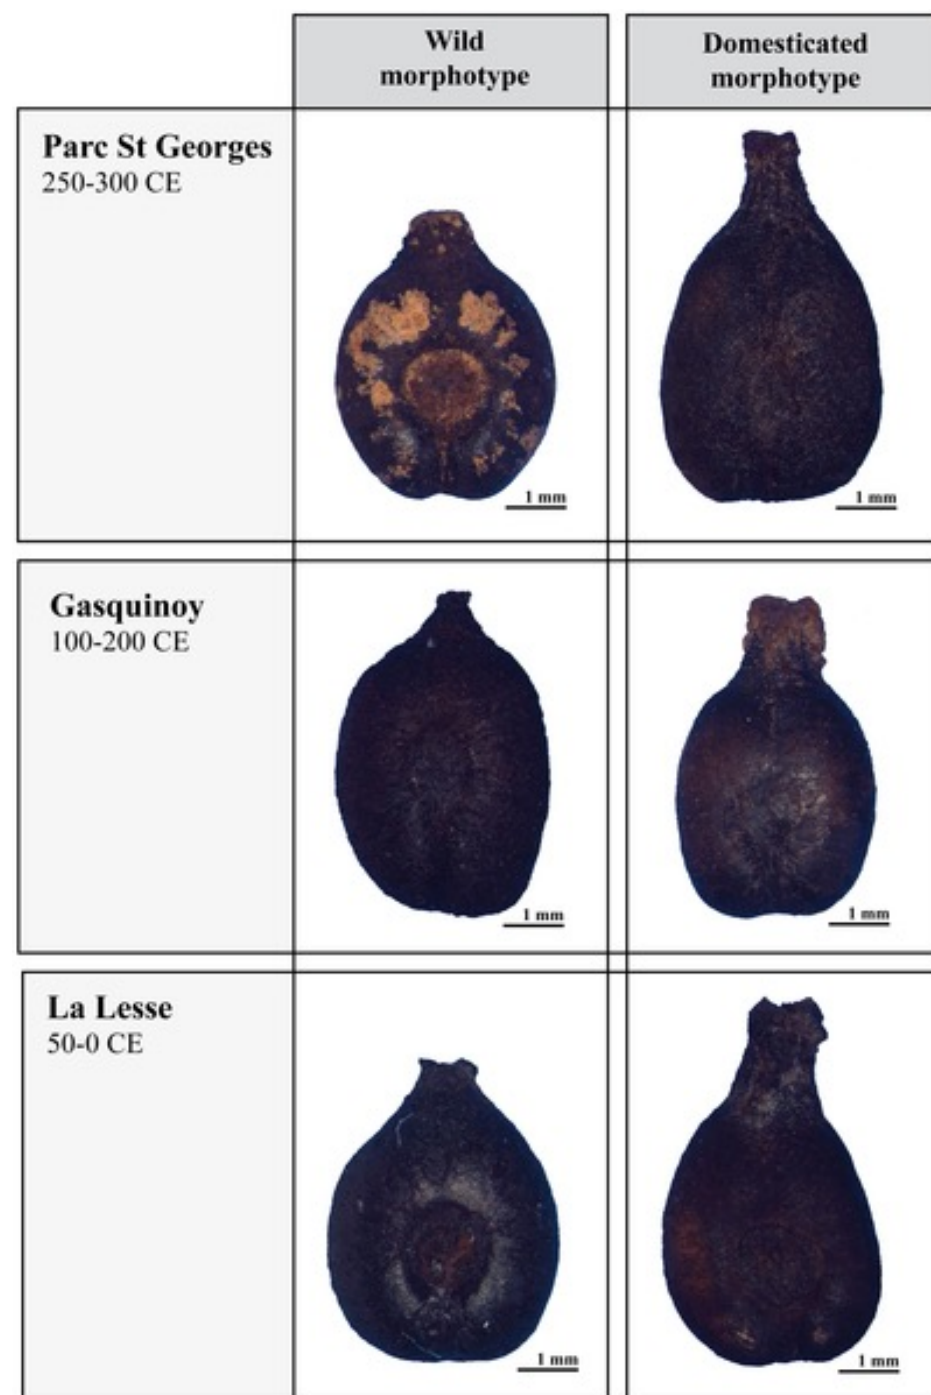 Wild
morphotype
Domesticated
morphotype
Parc St Georges
250-300 CE
1 mm
1 mm
Gasquinoy
100-200 CE
1 mm
1 mm
La Lesse
50-0 CE
1 mm
1 mm